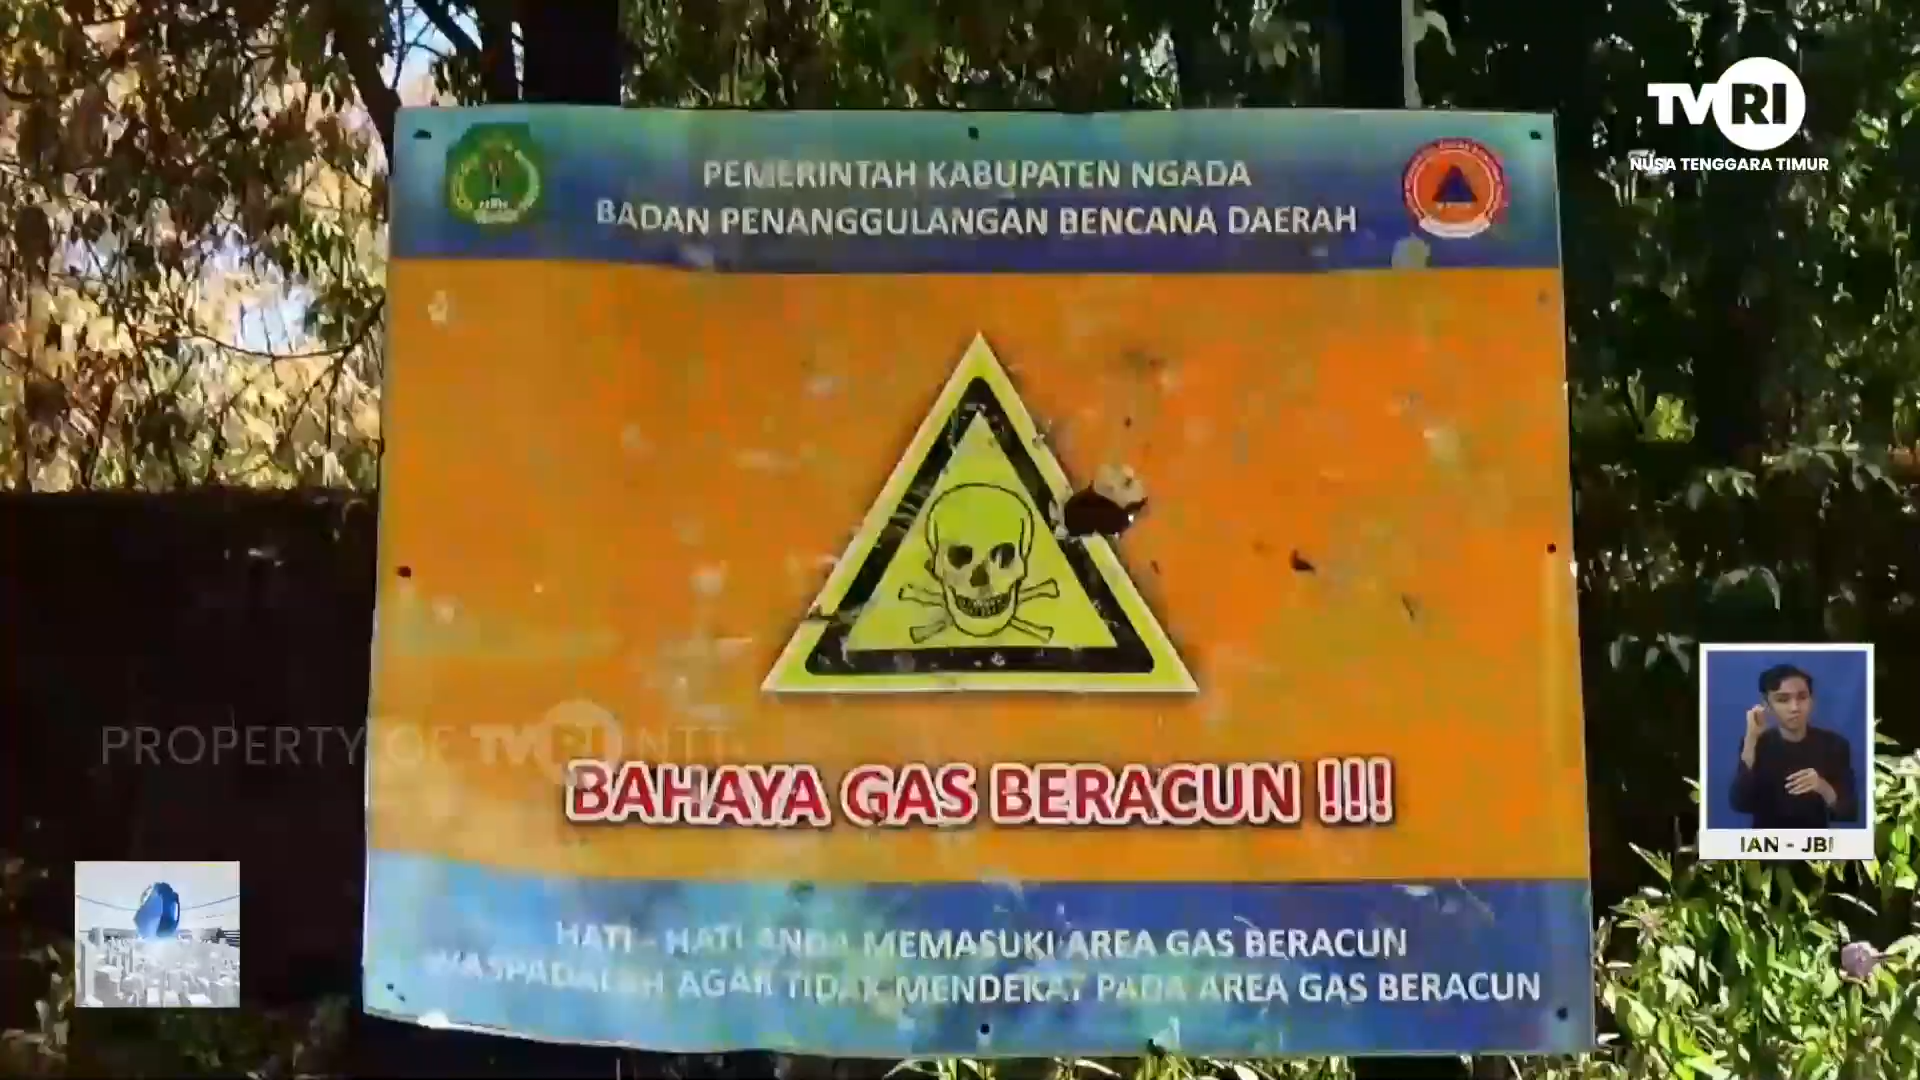 TVRI
NUSA TENGGARA TIMUR
PEMERINTAH KABUPATEN NGADA
BADAN PENANGGULANGAN BENCANA DAERAH
PROPERTY OF TVRI NTT
BAHAYA GAS BERACUN !!!
IAN - JBI
HATI - HATI ANDA MEMASUKI AREA GAS BERACUN
WASPADALAH AGAR TIDAK MENDEKAT PADA AREA GAS BERACUN